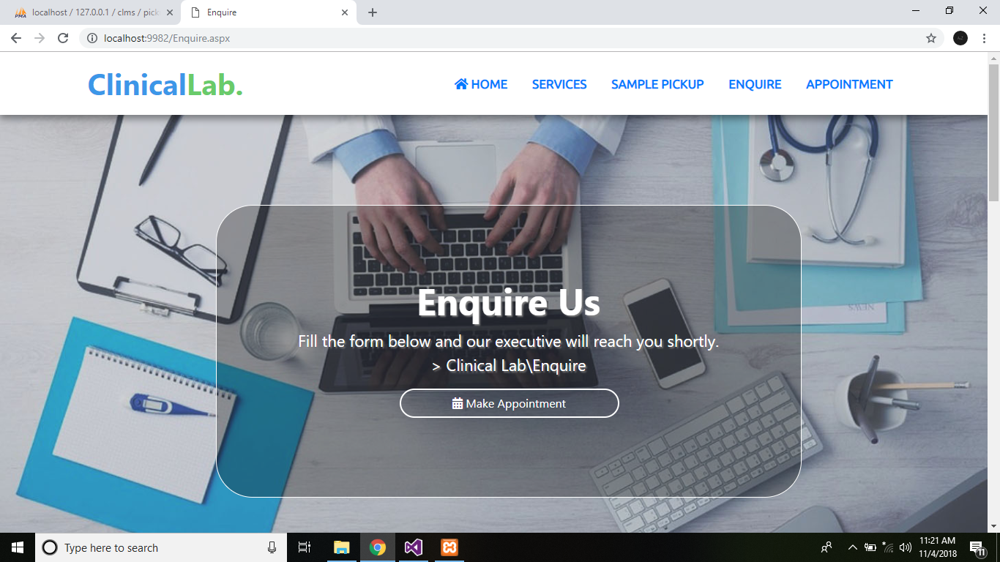 localhost / 127.0.0.1 / clms / pick
Enquire
localhost:9982/Enquire.aspx
ClinicalLab.
HOME SERVICES SAMPLE PICKUP ENQUIRE APPOINTMENT
NEWS
Enquire Us
Fill the form below and our executive will reach you shortly.
> Clinical Lab\Enquire
Make Appointment
Type here to search
11:21 AM
11/4/2018
11